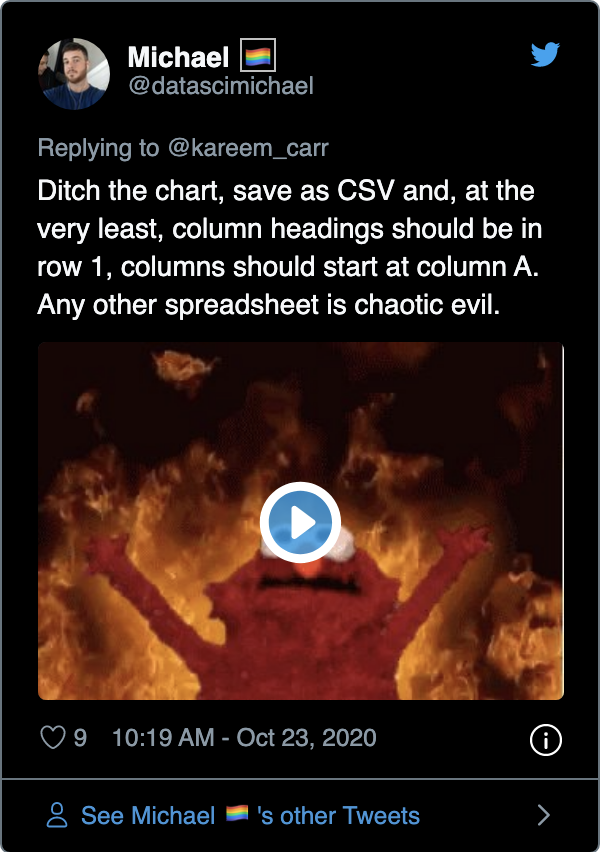 Michael 🏳️‍🌈
@datascimichael
Replying to @kareem_carr
Ditch the chart, save as CSV and, at the
very least, column headings should be in
row 1, columns should start at column A.
Any other spreadsheet is chaotic evil.
9 10:19 AM - Oct 23, 2020
See Michael 🏳️‍🌈 's other Tweets